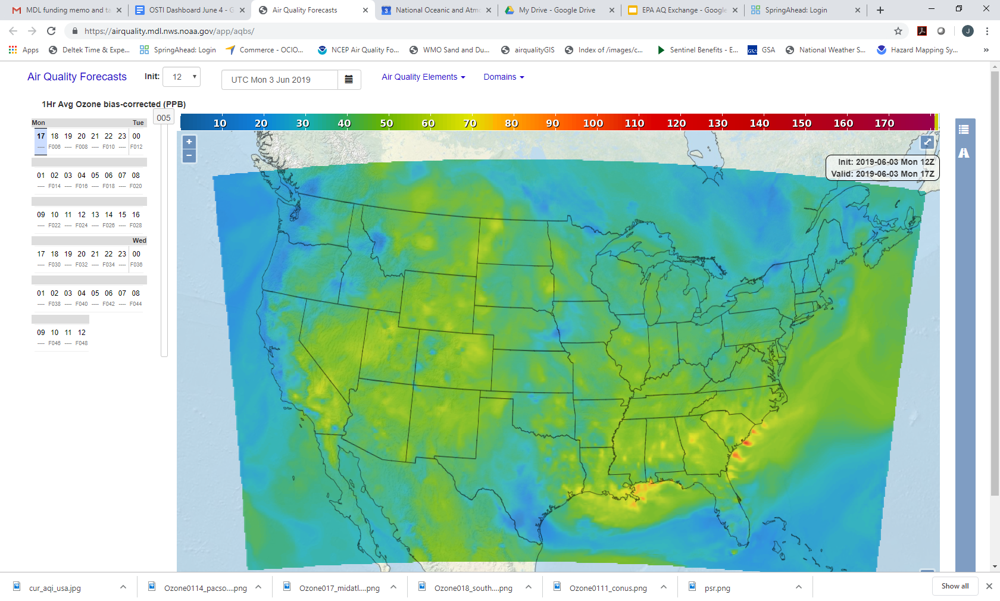 MDL funding memo and ta
OSTI Dashboard June 4 - G
Air Quality Forecasts
3
National Oceanic and Atmo
My Drive - Google Drive
EPA AQ Exchange - Google
SpringAhead: Login
https://airquality.mdl.nws.noaa.gov/app/aqbs/
J
Apps
Deltek Time & Expe...
SpringAhead: Login
Commerce - OCIO...
NCEP Air Quality Fo...
WMO Sand and Du...
airqualityGIS
Index of /images/c...
Sentinel Benefits - E...
GSA
GSA
National Weather S...
Hazard Mapping Sy...
»
Air Quality Forecasts
Init:
12
UTC Mon 3 Jun 2019
Air Quality Elements
Domains
1Hr Avg Ozone bias-corrected (PPB)
005
10 20 30 40 50 60 70 80 90 100 110 120 130 140 150 160 170
Mon Tue
17 18 19 20 21 22 23 00
---- F006 ---- F008 ---- F010 ---- F012
01 02 03 04 05 06 07 08
---- F014 ---- F016 ---- F018 ---- F020
09 10 11 12 13 14 15 16
---- F022 ---- F024 ---- F026 ---- F028
Wed
17 18 19 20 21 22 23 00
---- F030 ---- F032 ---- F034 ---- F036
01 02 03 04 05 06 07 08
---- F038 ---- F040 ---- F042 ---- F044
09 10 11 12
---- F046 ---- F048
+
−
Init: 2019-06-03 Mon 12Z
Valid: 2019-06-03 Mon 17Z
cur_aqi_usa.jpg
Ozone0114_pacso....png
Ozone017_midatl....png
Ozone018_south....png
Ozone0111_conus.png
psr.png
Show all